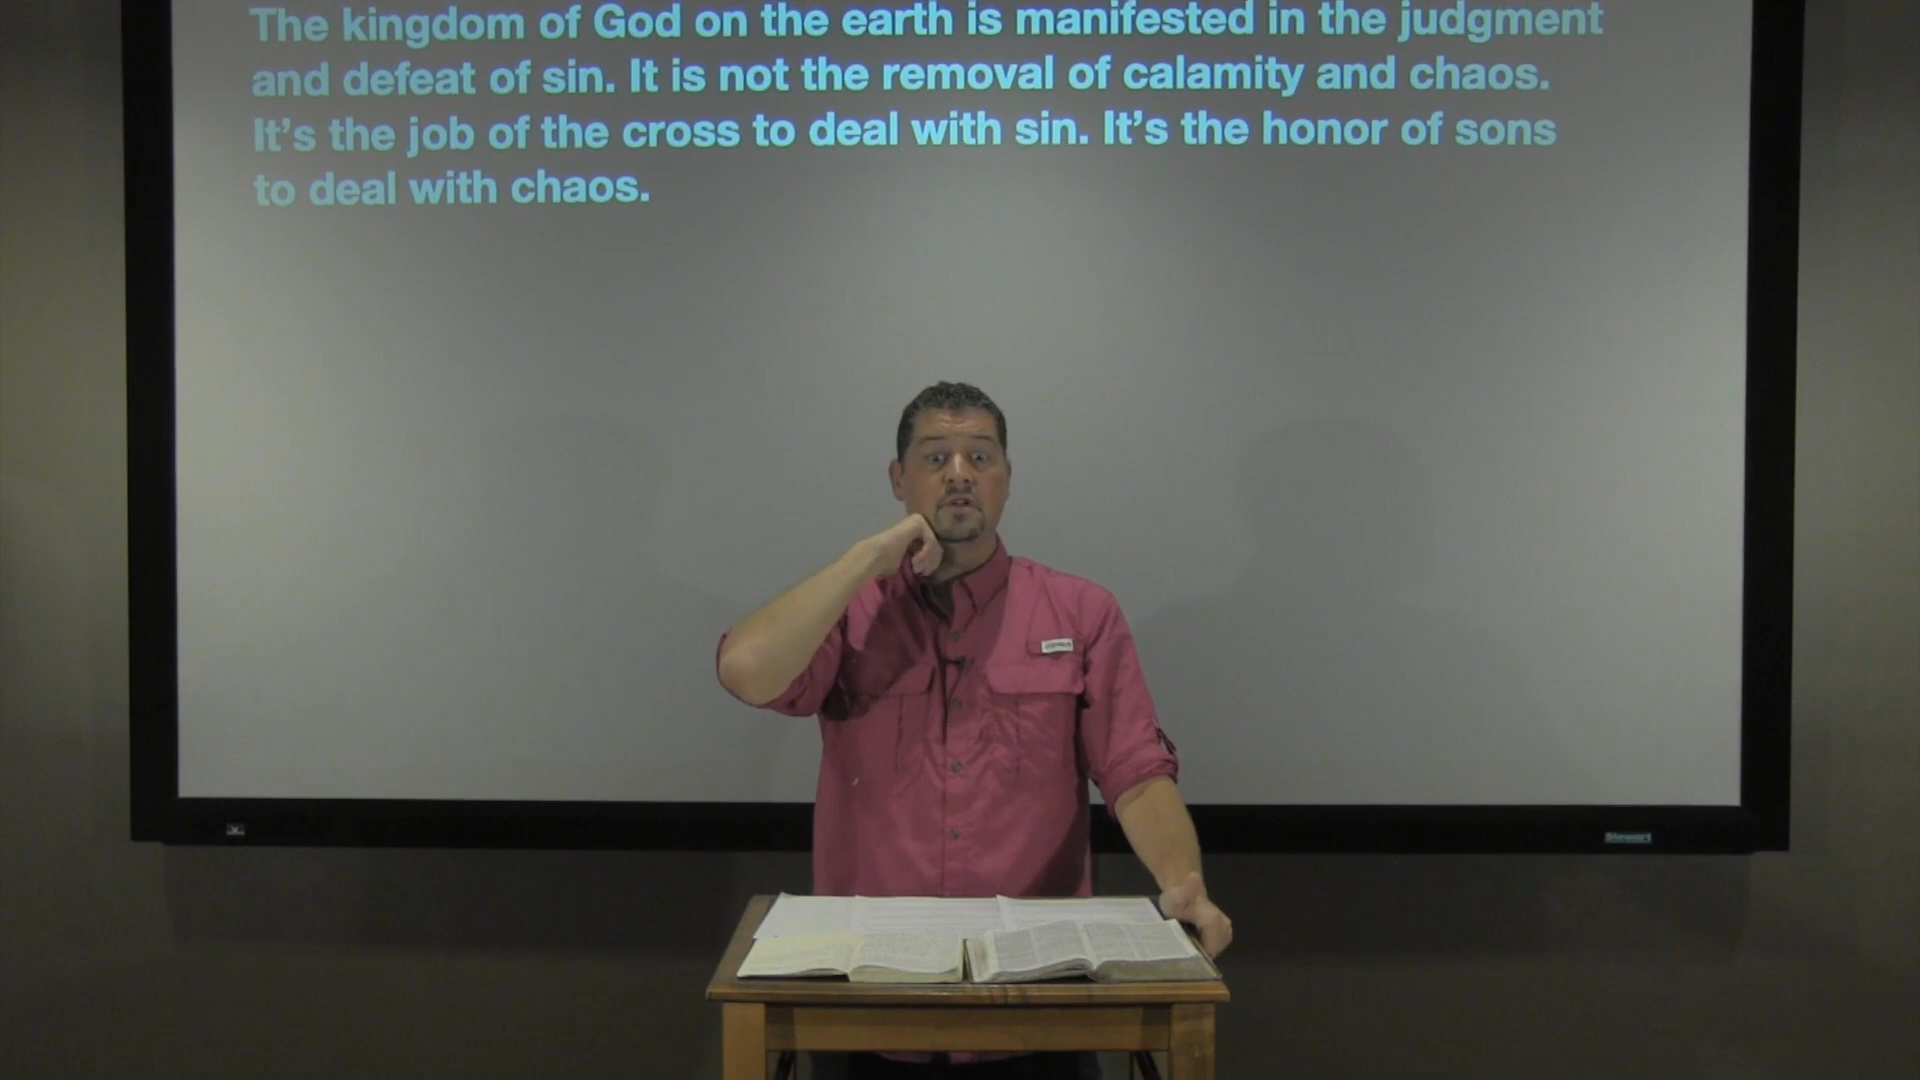 The kingdom of God on the earth is manifested in the judgment
and defeat of sin. It is not the removal of calamity and chaos.
It’s the job of the cross to deal with sin. It’s the honor of sons
to deal with chaos.
Stewart